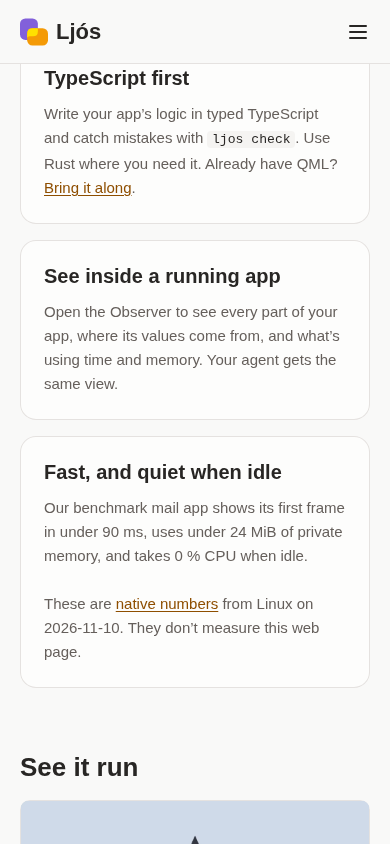 Ljós
TypeScript first
Write your app’s logic in typed TypeScript
and catch mistakes with ljos check. Use
Rust where you need it. Already have QML?
Bring it along.
See inside a running app
Open the Observer to see every part of your
app, where its values come from, and what’s
using time and memory. Your agent gets the
same view.
Fast, and quiet when idle
Our benchmark mail app shows its first frame
in under 90 ms, uses under 24 MiB of private
memory, and takes 0 % CPU when idle.
These are native numbers from Linux on
2026-11-10. They don’t measure this web
page.
See it run